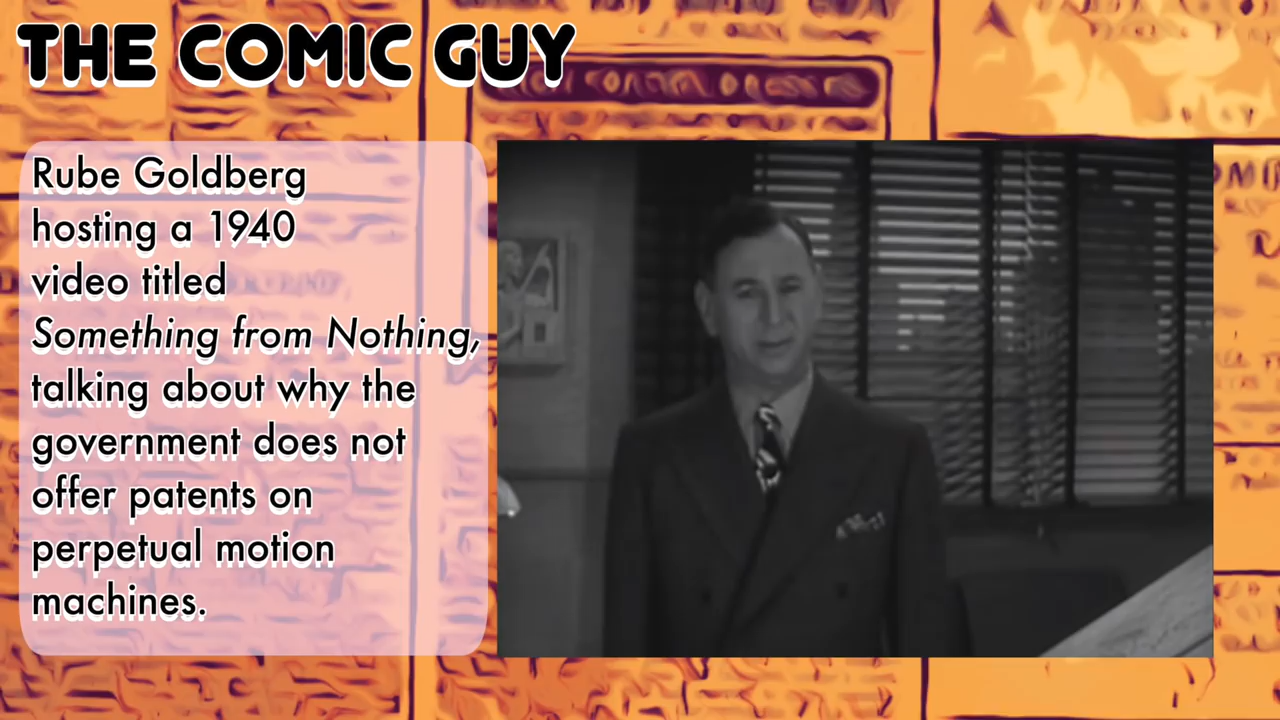 THE COMIC GUY
Rube Goldberg
hosting a 1940
video titled
Something from Nothing,
talking about why the
government does not
offer patents on
perpetual motion
machines.